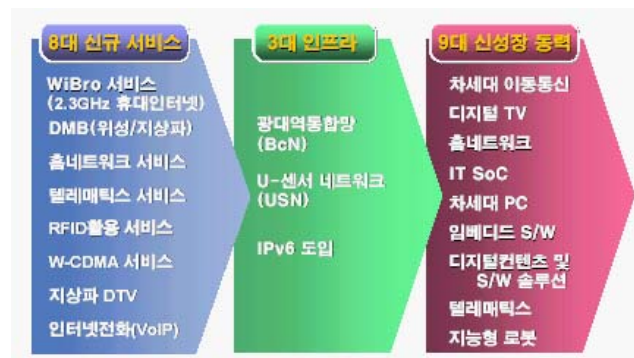 8대 신규 서비스
WiBro 서비스
(2.3GHz 휴대인터넷)
DMB(위성/지상파)
홈네트워크 서비스
텔레매틱스 서비스
RFID활용 서비스
W-CDMA 서비스
지상파 DTV
인터넷전화(VoIP)
3대 인프라
광대역통합망
(BcN)
U-센서 네트워크
(USN)
IPv6 도입
9대 신성장 동력
차세대 이동통신
디지털 TV
홈네트워크
IT SoC
차세대 PC
임베디드 S/W
디지털컨텐츠 및
S/W 솔루션
텔레매틱스
지능형 로봇